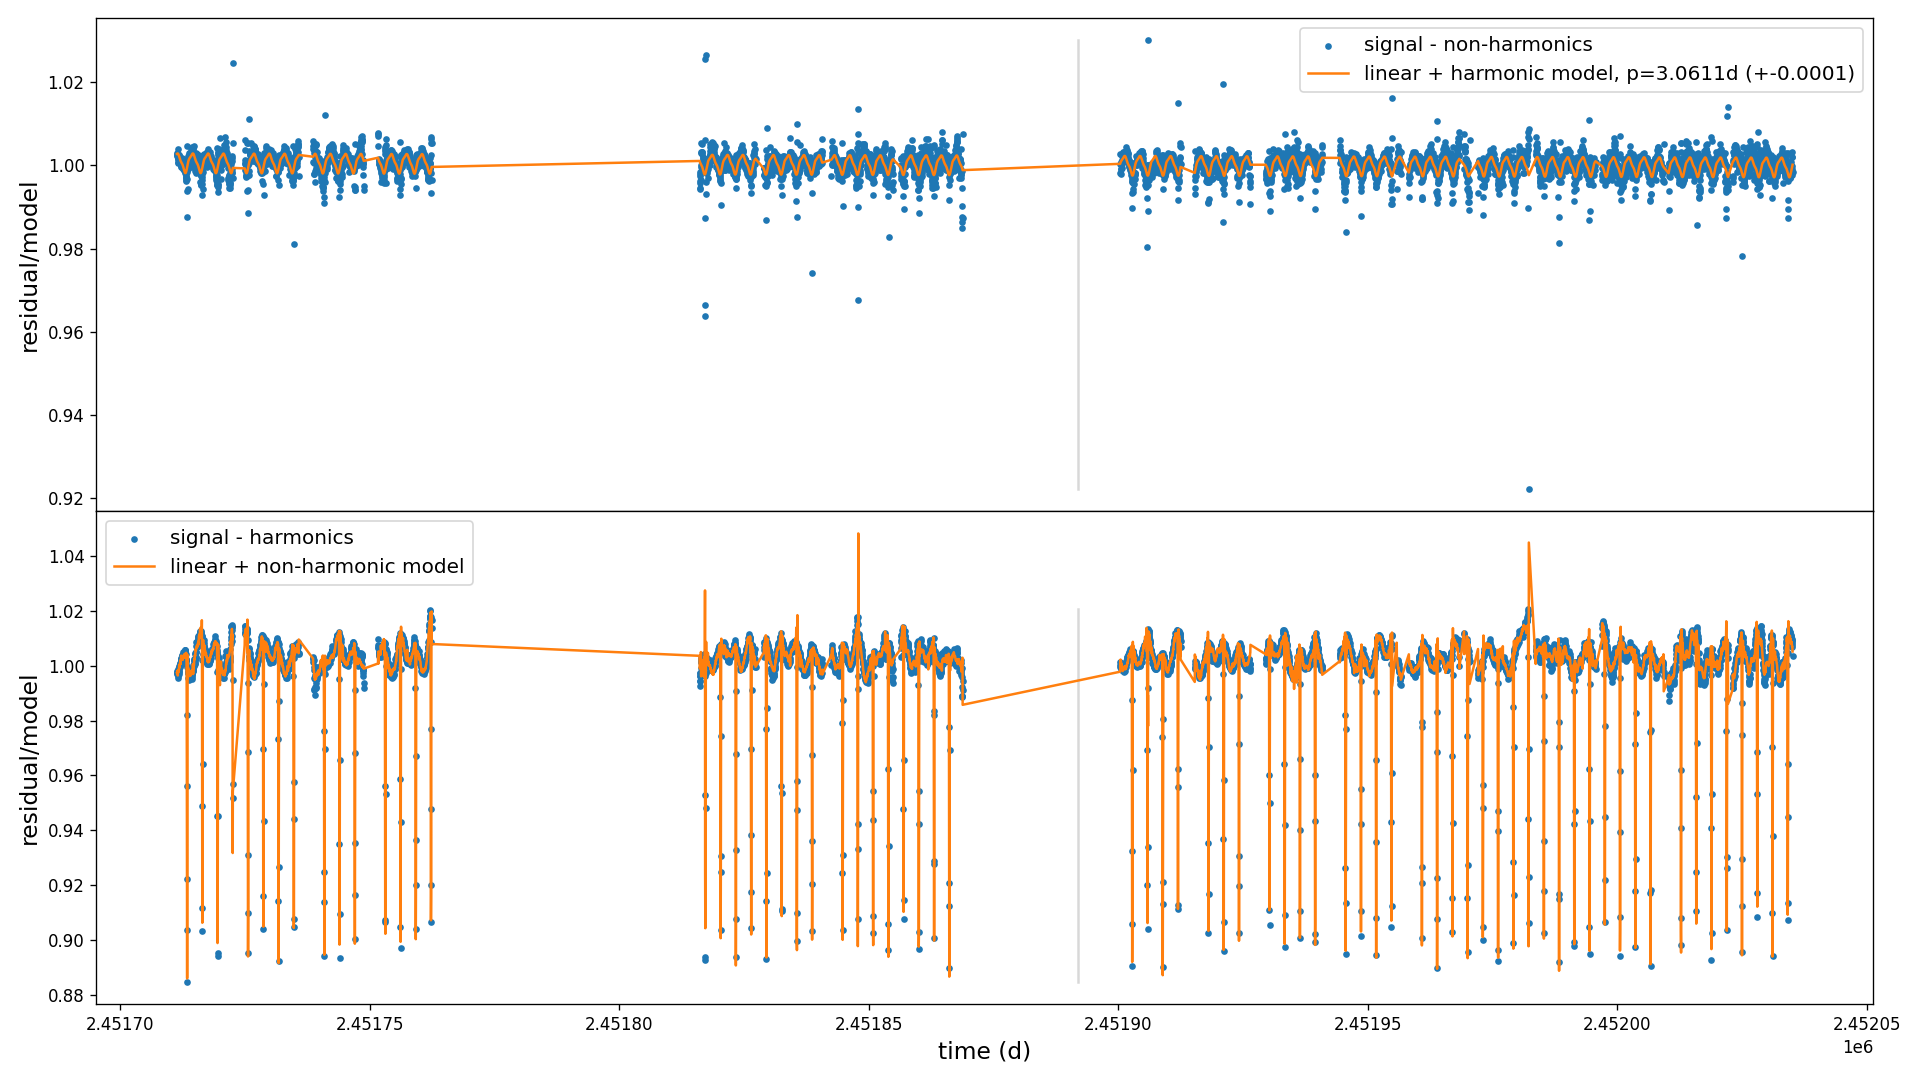 signal - non-harmonics
linear + harmonic model, p=3.0611d (+-0.0001)
1.02
1.00
0.98
0.96
0.94
0.92
residual/model
signal - harmonics
linear + non-harmonic model
1.04
1.02
1.00
0.98
0.96
0.94
0.92
0.90
0.88
residual/model
2.45170 2.45175 2.45180 2.45185 2.45190 2.45195 2.45200 2.45205
time (d)
1e6